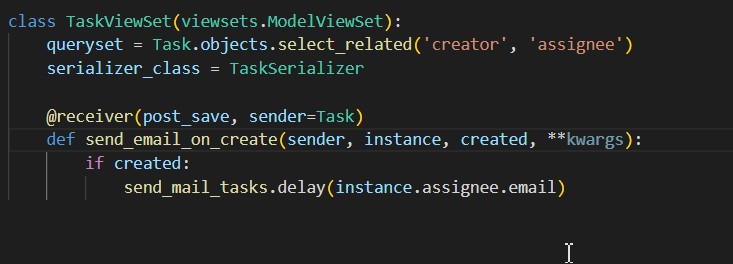 class TaskViewSet(viewsets.ModelViewSet):
    queryset = Task.objects.select_related('creator', 'assignee')
    serializer_class = TaskSerializer

    @receiver(post_save, sender=Task)
    def send_email_on_create(sender, instance, created, **kwargs):
        if created:
            send_mail_tasks.delay(instance.assignee.email)